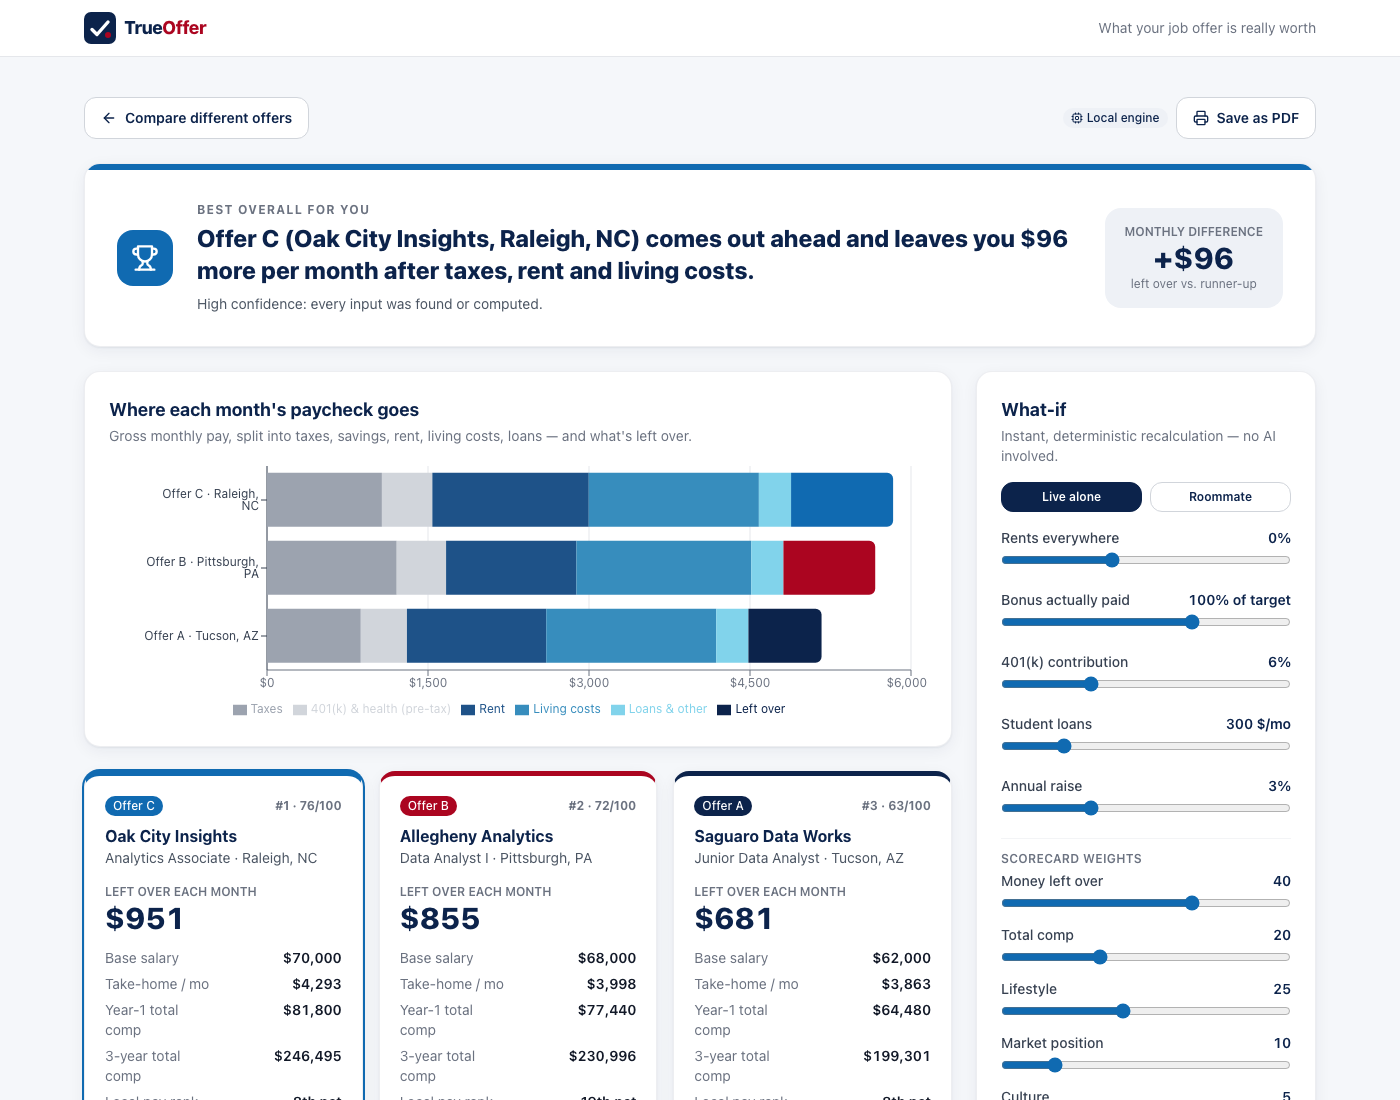 TrueOffer
What your job offer is really worth
Compare different offers
Local engine
Save as PDF
BEST OVERALL FOR YOU
Offer C (Oak City Insights, Raleigh, NC) comes out ahead and leaves you $96
more per month after taxes, rent and living costs.
High confidence: every input was found or computed.
MONTHLY DIFFERENCE
+$96
left over vs. runner-up
Where each month's paycheck goes
Gross monthly pay, split into taxes, savings, rent, living costs, loans — and what's left over.
Offer C · Raleigh,
NC
Offer B · Pittsburgh,
PA
Offer A · Tucson, AZ
$0
$1,500
$3,000
$4,500
$6,000
Taxes
401(k) & health (pre-tax)
Rent
Living costs
Loans & other
Left over
What-if
Instant, deterministic recalculation — no AI
involved.
Live alone
Roommate
Rents everywhere
0%
Bonus actually paid
100% of target
401(k) contribution
6%
Student loans
300 $/mo
Annual raise
3%
SCORECARD WEIGHTS
Money left over
40
Total comp
20
Lifestyle
25
Market position
10
Culture
5
Offer C
#1 · 76/100
Oak City Insights
Analytics Associate · Raleigh, NC
LEFT OVER EACH MONTH
$951
Base salary
$70,000
Take-home / mo
$4,293
Year-1 total
comp
$81,800
3-year total
comp
$246,495
Offer B
#2 · 72/100
Allegheny Analytics
Data Analyst I · Pittsburgh, PA
LEFT OVER EACH MONTH
$855
Base salary
$68,000
Take-home / mo
$3,998
Year-1 total
comp
$77,440
3-year total
comp
$230,996
Offer A
#3 · 63/100
Saguaro Data Works
Junior Data Analyst · Tucson, AZ
LEFT OVER EACH MONTH
$681
Base salary
$62,000
Take-home / mo
$3,863
Year-1 total
comp
$64,480
3-year total
comp
$199,301